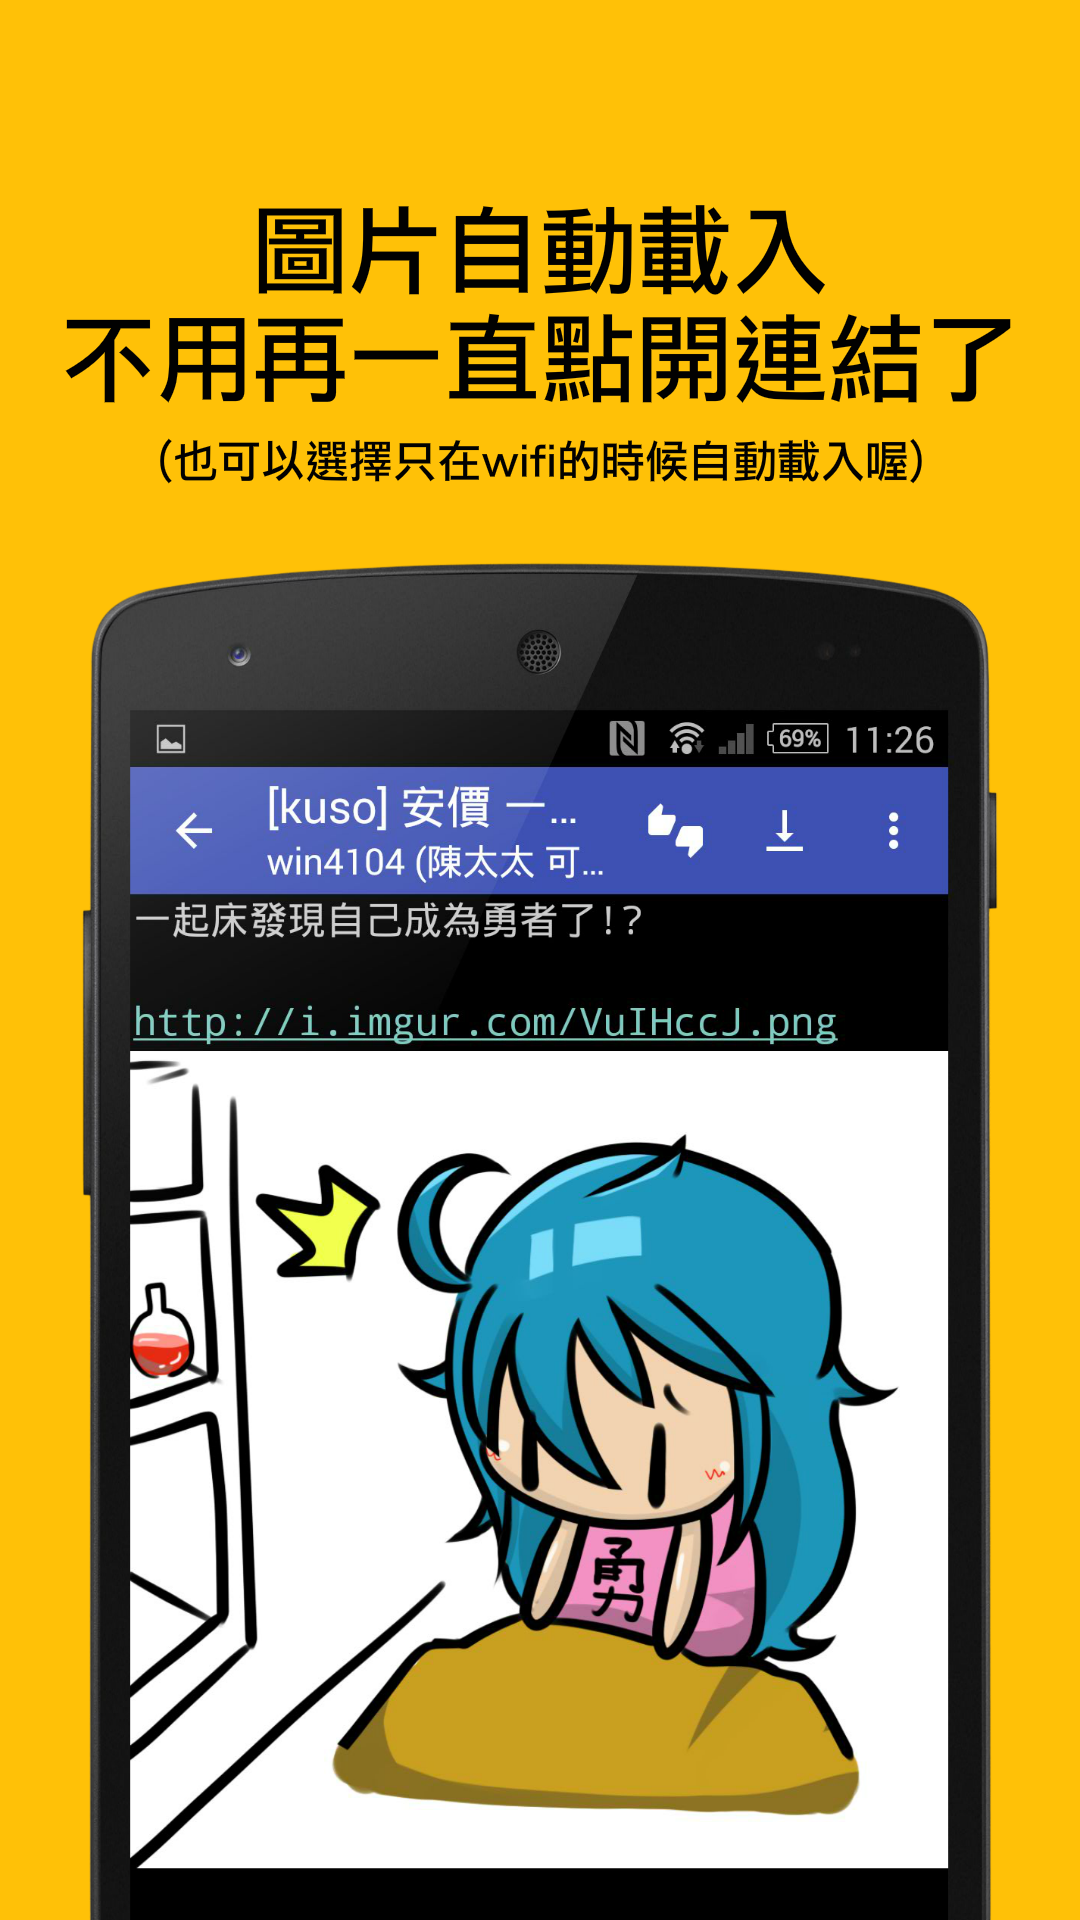 圖片自動載入
不用再一直點開連結了
(也可以選擇只在wifi的時候自動載入喔)
69% 11:26
[kuso] 安價 一...
win4104 (陳太太 可...
一起床發現自己成為勇者了!?
http://i.imgur.com/VuIHccJ.png
勇